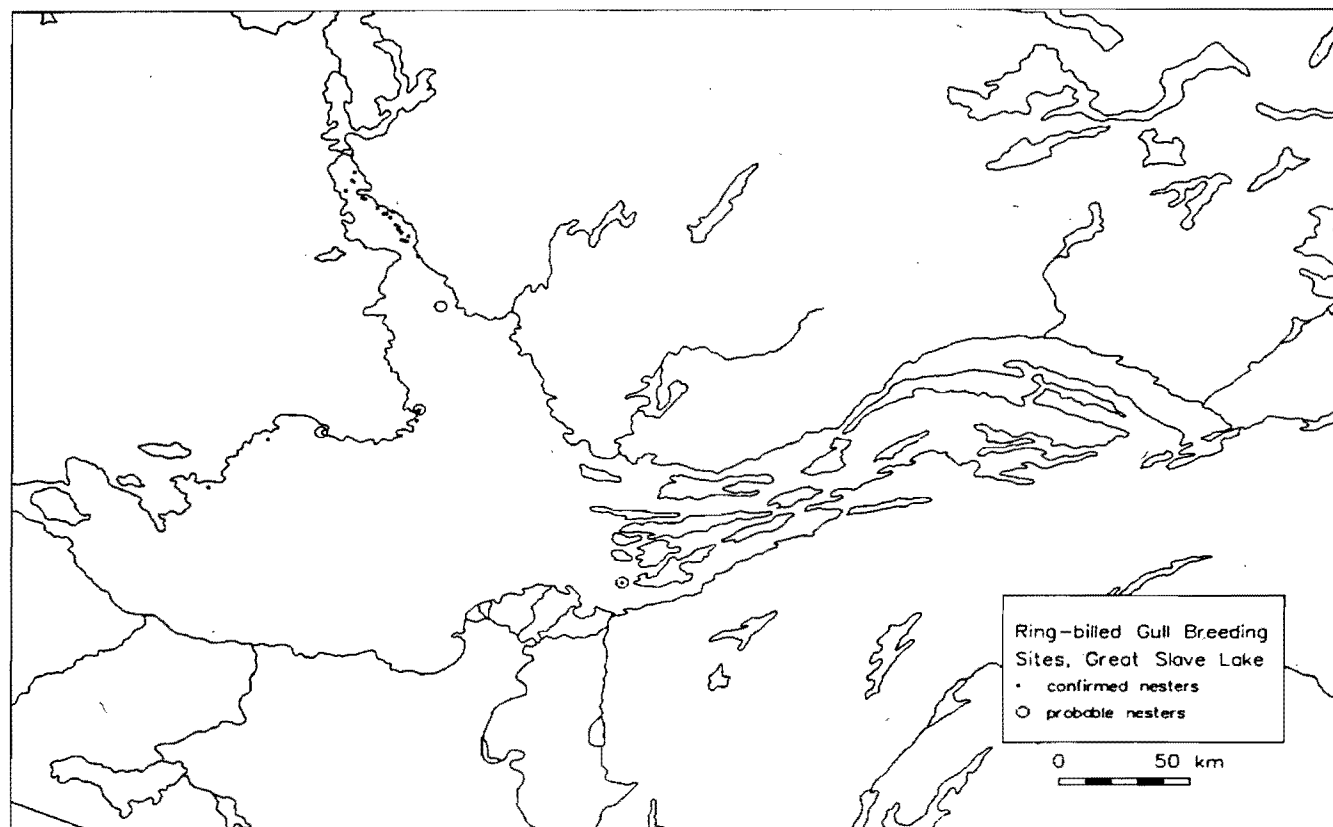 Ring-billed Gull Breeding
Sites, Great Slave Lake
confirmed nesters
probable nesters
0 50 km